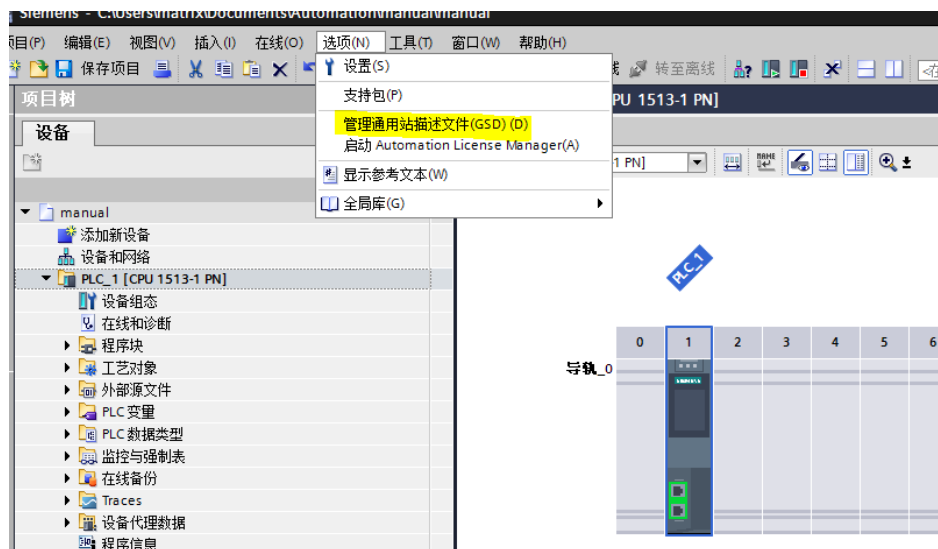 Siemens - C:\Users\matrix\Documents\Automation\manual\manual
项目(P) 编辑(E) 视图(V) 插入(I) 在线(O) 选项(N) 工具(T) 窗口(W) 帮助(H)
保存项目 转至离线
设置(S)
支持包(P)
管理通用站描述文件(GSD) (D)
启动 Automation License Manager(A)
显示参考文本(W)
全局库(G)
项目树
PU 1513-1 PN]
设备
-1 PN]
manual
添加新设备
设备和网络
PLC_1 [CPU 1513-1 PN]
设备组态
在线和诊断
程序块
工艺对象
外部源文件
PLC 变量
PLC 数据类型
监控与强制表
在线备份
Traces
设备代理数据
程序信息
PLC_1
0 1 2 3 4 5 6
导轨_0
SIEMENS